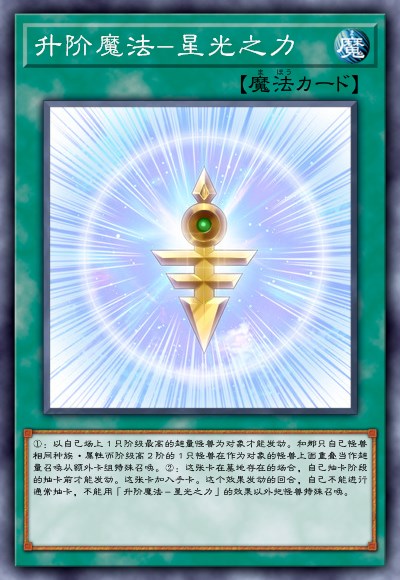 升阶魔法-星光之力
魔
【魔法カード】
まほう
①：以自己场上１只阶级最高的超量怪兽为对象才能发动。和那只自己怪兽
相同种族・属性而阶级高２阶的１只怪兽在作为对象的怪兽上面重叠当作超
量召唤从额外卡组特殊召唤。②：这张卡在墓地存在的场合，自己抽卡阶段
的抽卡前才能发动。这张卡加入手卡。这个效果发动的回合，自己不能进行
通常抽卡，不能用「升阶魔法－星光之力」的效果以外把怪兽特殊召唤。